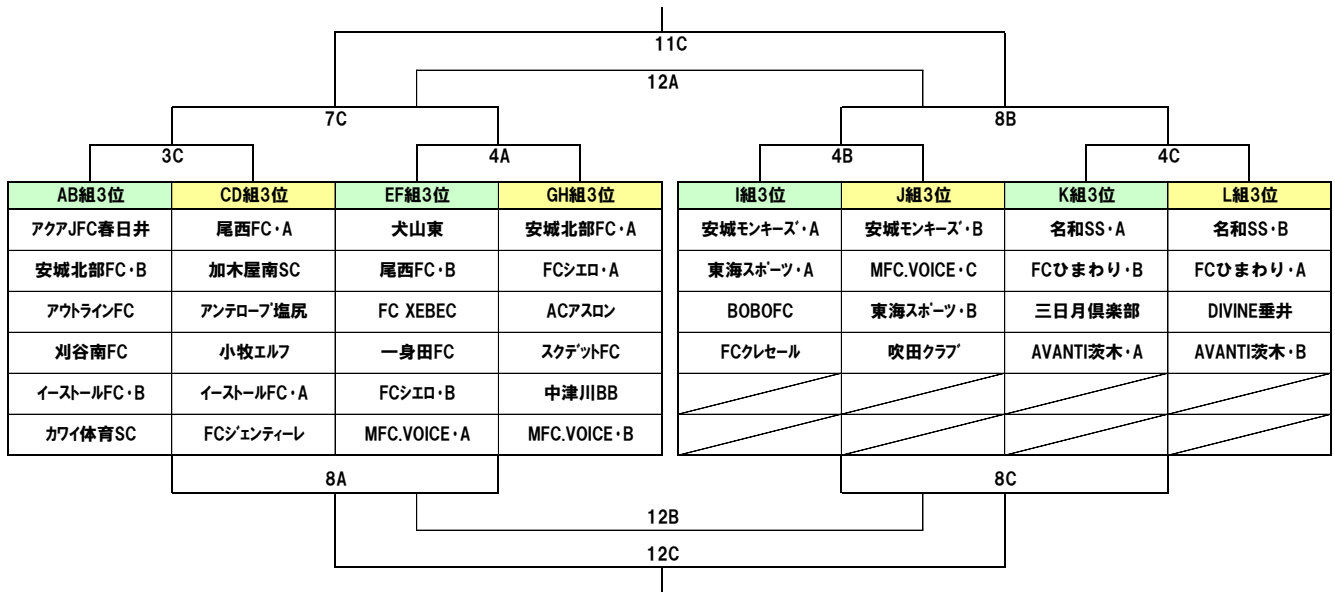 11C
12A
7C 8B
3C 4A 4B 4C
AB組3位 CD組3位 EF組3位 GH組3位 I組3位 J組3位 K組3位 L組3位
アクアJFC春日井 尾西FC・A 犬山東 安城北部FC・A 安城モンキーズ・A 安城モンキーズ・B 名和SS・A 名和SS・B
安城北部FC・B 加木屋南SC 尾西FC・B FCシエロ・A 東海スポーツ・A MFC.VOICE・C FCひまわり・B FCひまわり・A
アウトラインFC アンテロープ塩尻 FC XEBEC ACアスロン BOBOFC 東海スポーツ・B 三日月倶楽部 DIVINE垂井
刈谷南FC 小牧エルフ 一身田FC スクデットFC FCクレセール 吹田クラブ AVANTI茨木・A AVANTI茨木・B
イーストールFC・B イーストールFC・A FCシエロ・B 中津川BB
カワイ体育SC FCジェンティーレ MFC.VOICE・A MFC.VOICE・B
8A 8C
12B
12C